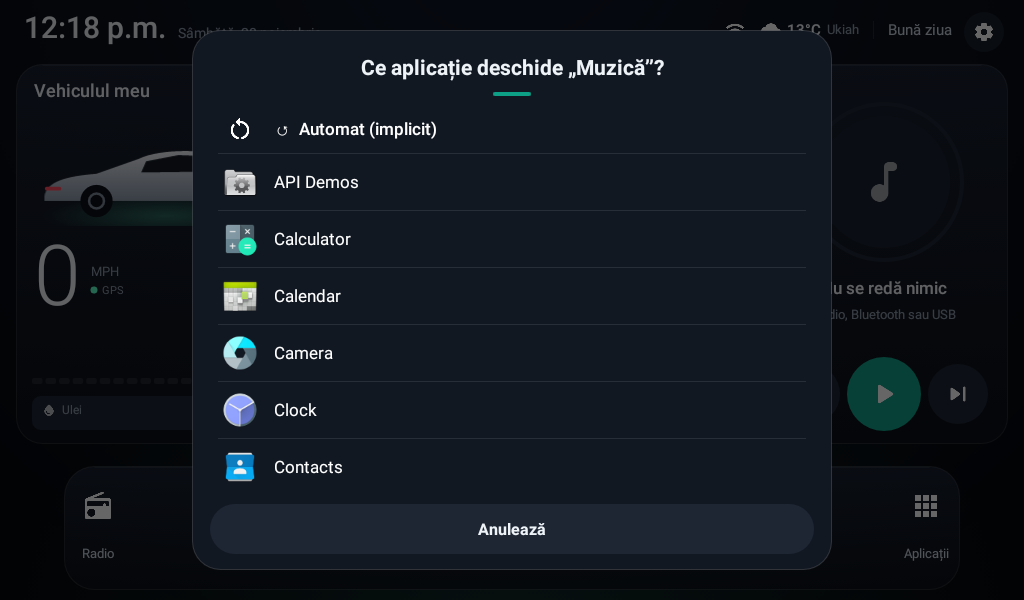 12:18 p.m.
13°C Ukiah
Bună ziua
Vehiculul meu
Ce aplicație deschide „Muzică”?
Automat (implicit)
API Demos
Calculator
Calendar
Camera
Clock
Contacts
Anulează
0
MPH
GPS
Ulei
se redă nimic
Bluetooth sau USB
Radio
Aplicații